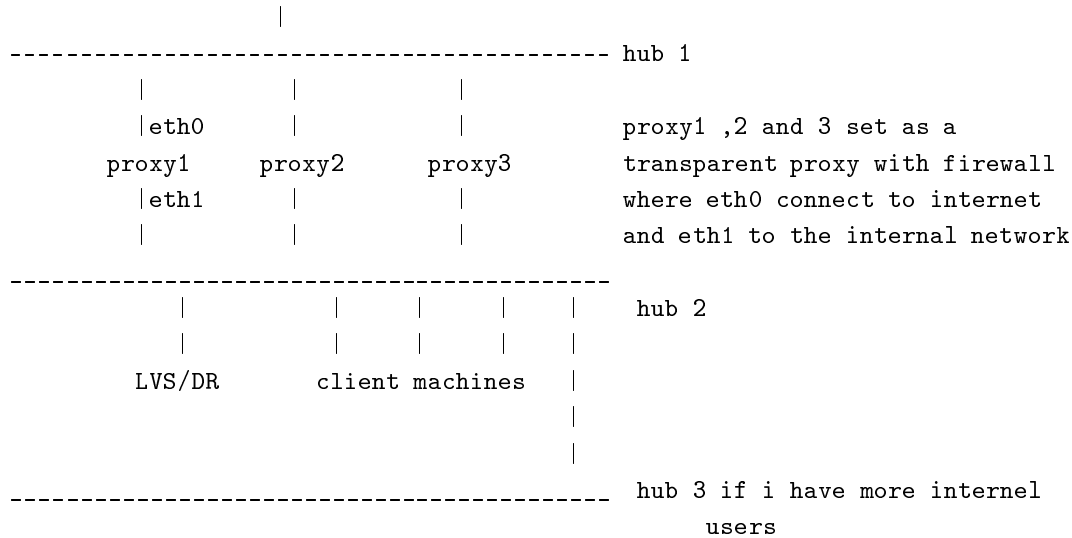 hub 1
eth0 proxy1 ,2 and 3 set as a
proxy1 proxy2 proxy3 transparent proxy with firewall
eth1 where eth0 connect to internet
and eth1 to the internal network
hub 2
LVS/DR client machines
hub 3 if i have more internel
users